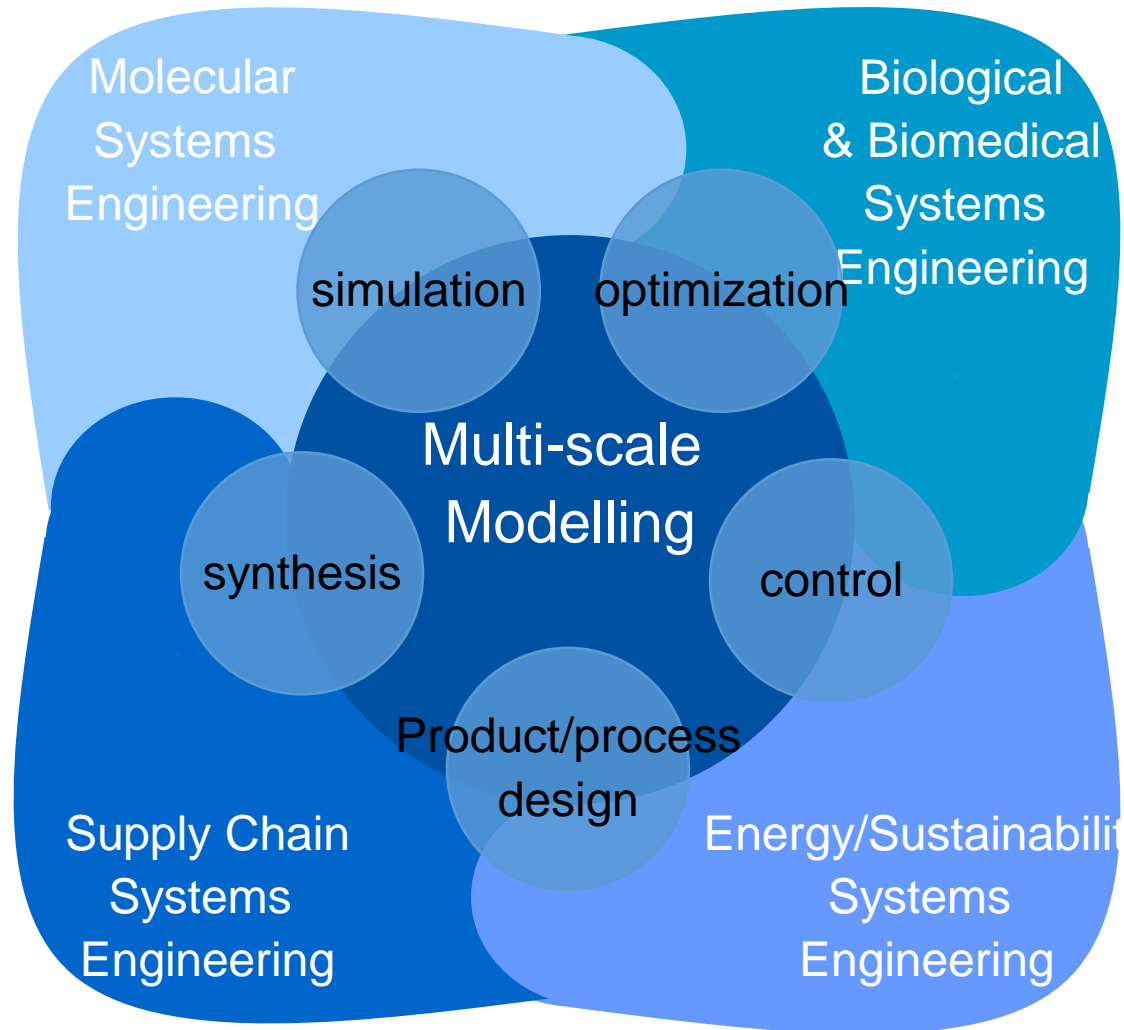 Molecular
Systems
Engineering
Biological
& Biomedical
Systems
Engineering
simulation
optimization
Multi-scale
Modelling
synthesis
control
Product/process
design
Supply Chain
Systems
Engineering
Energy/Sustainabilit
Systems
Engineering